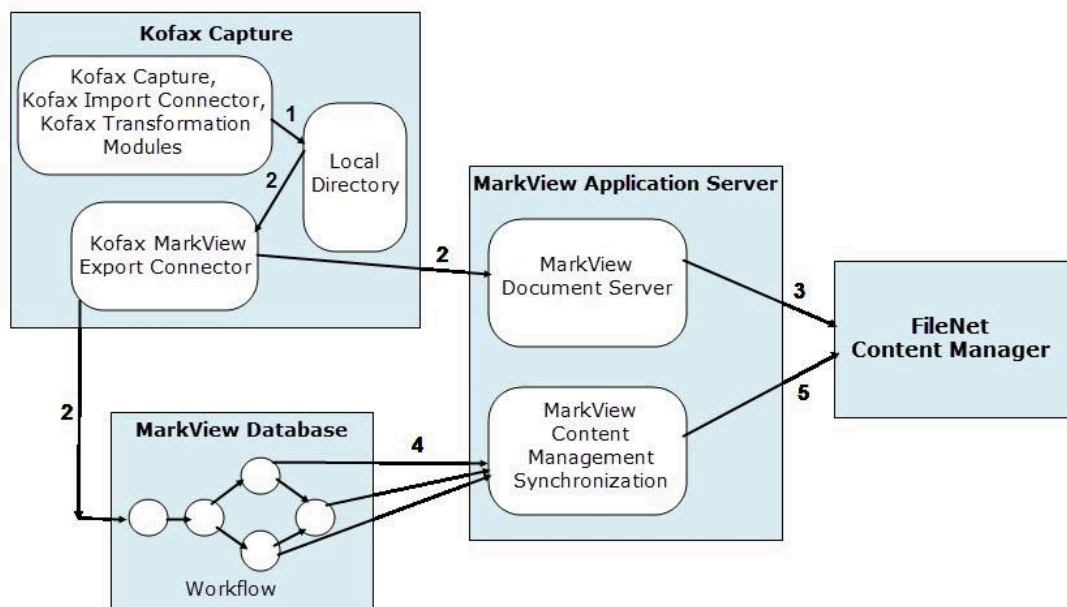 Kofax Capture
Kofax Capture,
Kofax Import Connector,
Kofax Transformation
Modules
1
Local
Directory
2
Kofax MarkView
Export Connector
2
2
MarkView Application Server
MarkView
Document Server
3
FileNet
Content Manager
MarkView
Content
Management
Synchronization
5
MarkView Database
4
Workflow